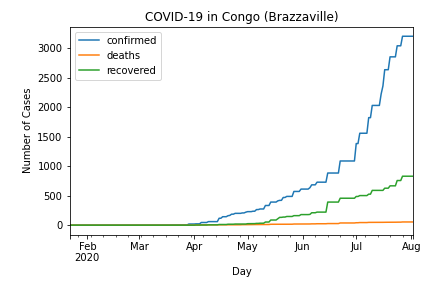 COVID-19 in Congo (Brazzaville)
confirmed
deaths
recovered
Number of Cases
3000
2500
2000
1500
1000
500
0
Feb Mar Apr May Jun Jul Aug
2020
Day